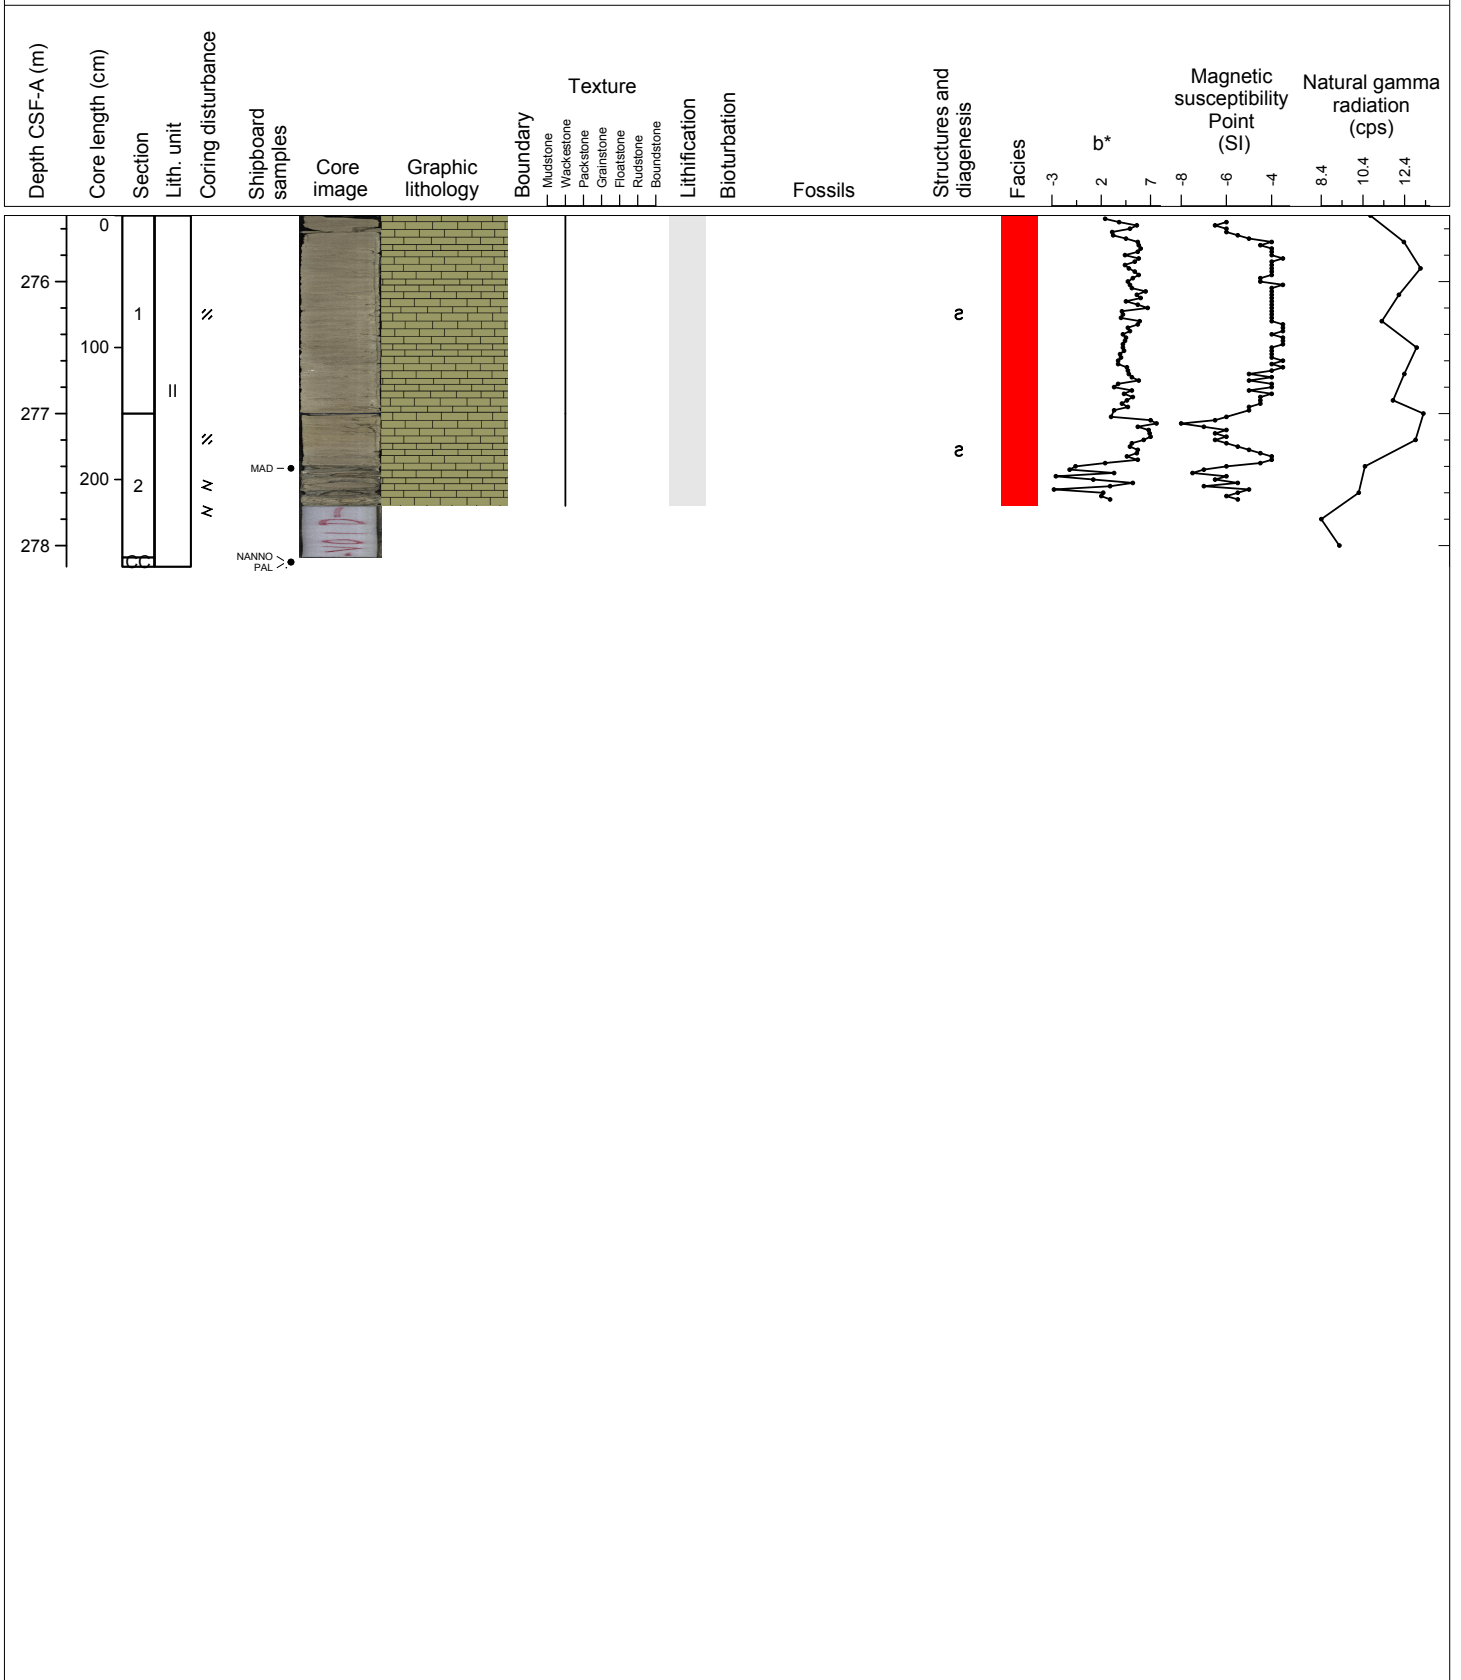 Depth CSF-A (m)
Core length (cm)
Section
Lith. unit
Coring disturbance
Shipboard
samples
Core
image
Graphic
lithology
Boundary
Texture
Mudstone
Wackestone
Packstone
Grainstone
Floatstone
Rudstone
Boundstone
Lithification
Bioturbation
Fossils
Structures and
diagenesis
Facies
b*
-3
2
7
Magnetic
susceptibility
Point
(SI)
-8
-6
-4
Natural gamma
radiation
(cps)
8.4
10.4
12.4
0
276
1
100
II
277
MAD
200
2
278
NANNO
CC
PAL